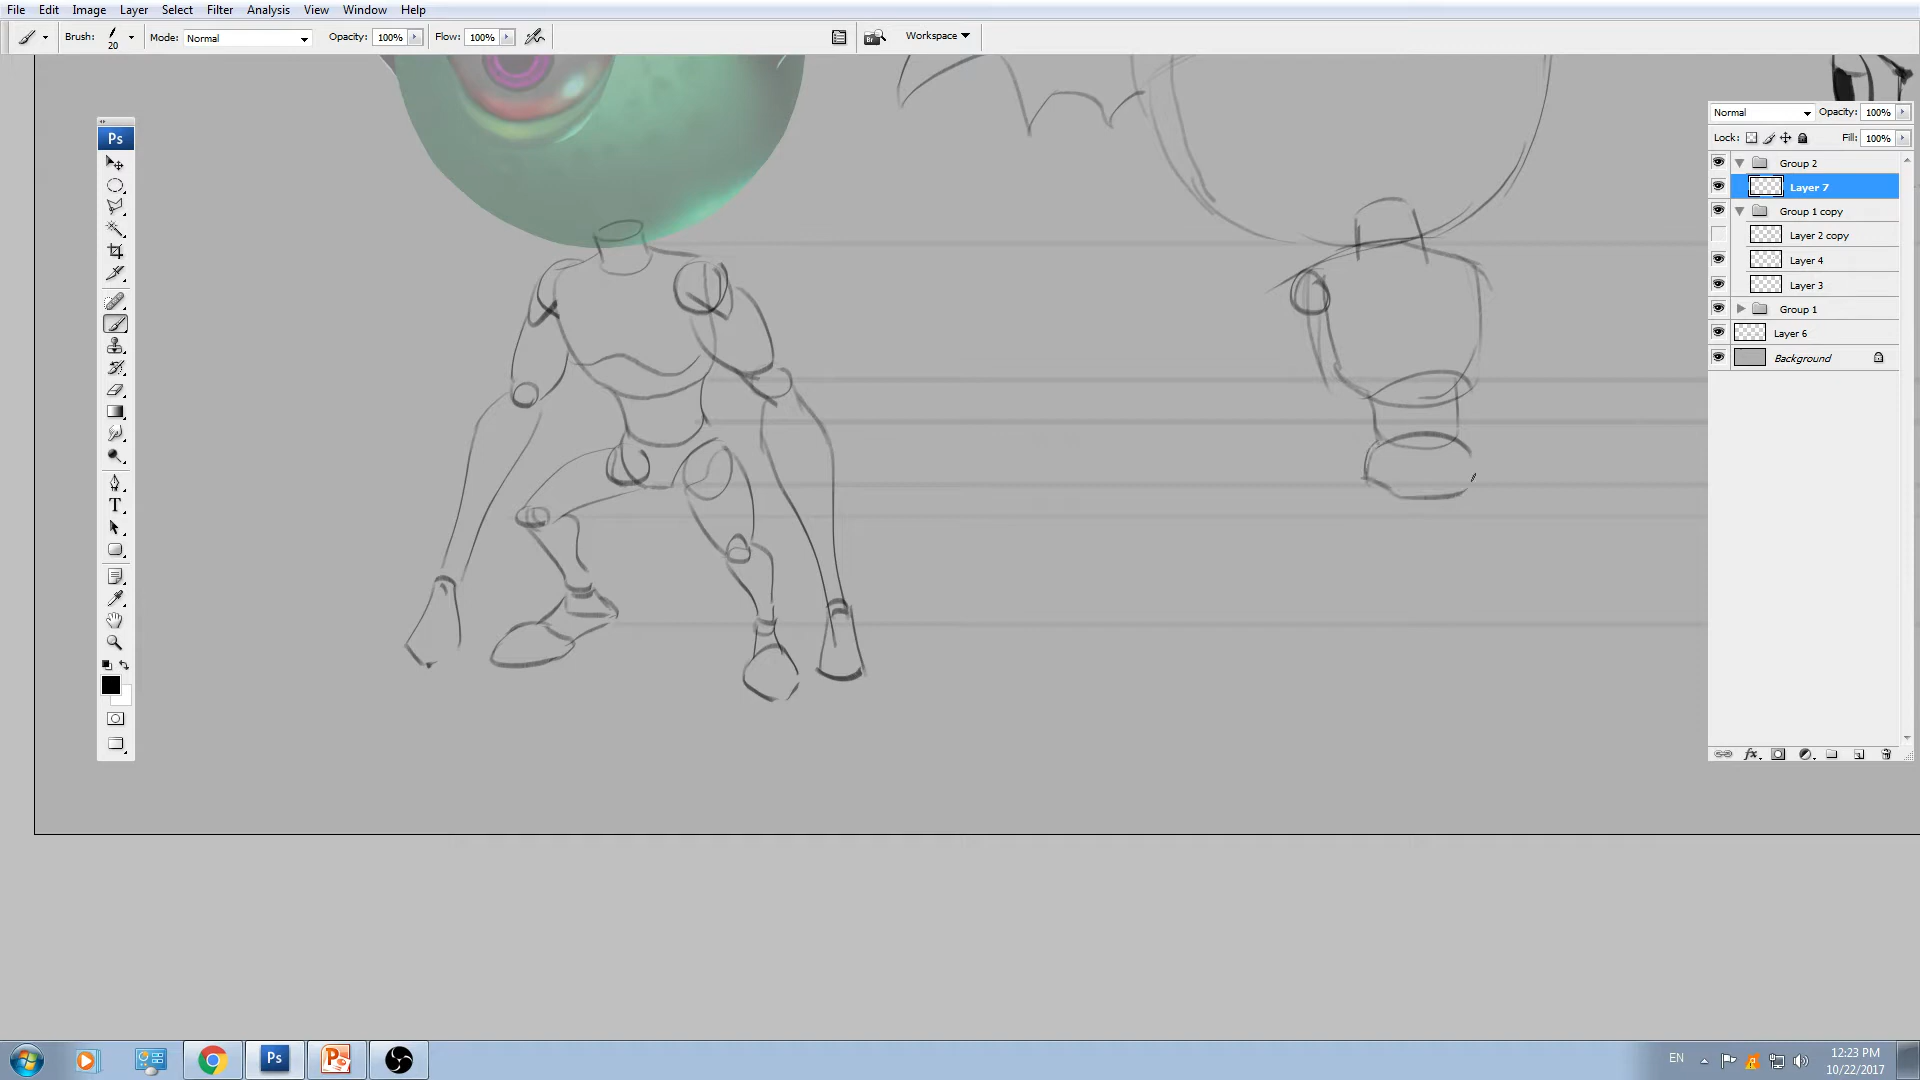 File Edit Image Layer Select Filter Analysis View Window Help
Brush: 20 Mode: Normal Opacity: 100% Flow: 100% Workspace
Ps
Normal Opacity: 100%
Lock: Fill: 100%
Group 2
Layer 7
Group 1 copy
Layer 2 copy
Layer 4
Layer 3
Group 1
Layer 6
Background
T
fx
Ps
EN
12:23 PM
10/22/2017